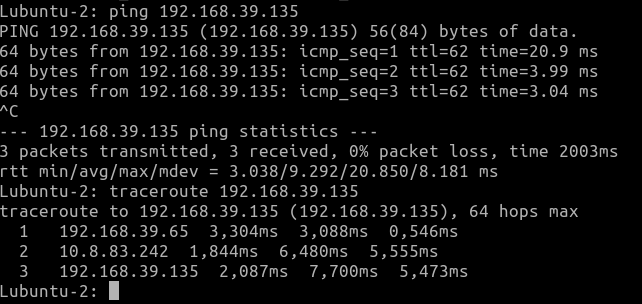 Lubuntu-2: ping 192.168.39.135
PING 192.168.39.135 (192.168.39.135) 56(84) bytes of data.
64 bytes from 192.168.39.135: icmp_seq=1 ttl=62 time=20.9 ms
64 bytes from 192.168.39.135: icmp_seq=2 ttl=62 time=3.99 ms
64 bytes from 192.168.39.135: icmp_seq=3 ttl=62 time=3.04 ms
^C
--- 192.168.39.135 ping statistics ---
3 packets transmitted, 3 received, 0% packet loss, time 2003ms
rtt min/avg/max/mdev = 3.038/9.292/20.850/8.181 ms
Lubuntu-2: traceroute 192.168.39.135
traceroute to 192.168.39.135 (192.168.39.135), 64 hops max
  1   192.168.39.65  3,304ms  3,088ms  0,546ms
  2   10.8.83.242  1,844ms  6,480ms  5,555ms
  3   192.168.39.135  2,087ms  7,700ms  5,473ms
Lubuntu-2: